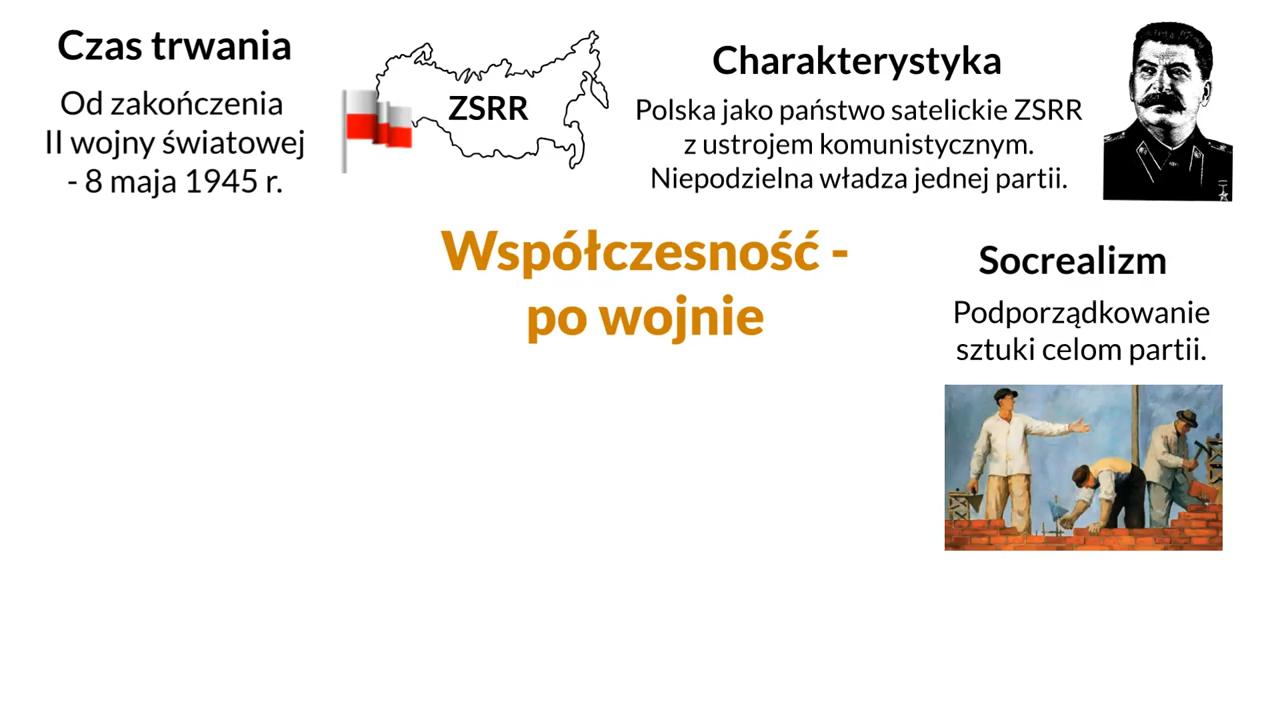 Czas trwania
Od zakończenia
II wojny światowej
- 8 maja 1945 r.
ZSRR
Charakterystyka
Polska jako państwo satelickie ZSRR
z ustrojem komunistycznym.
Niepodzielna władza jednej partii.
Współczesność -
po wojnie
Socrealizm
Podporządkowanie
sztuki celom partii.